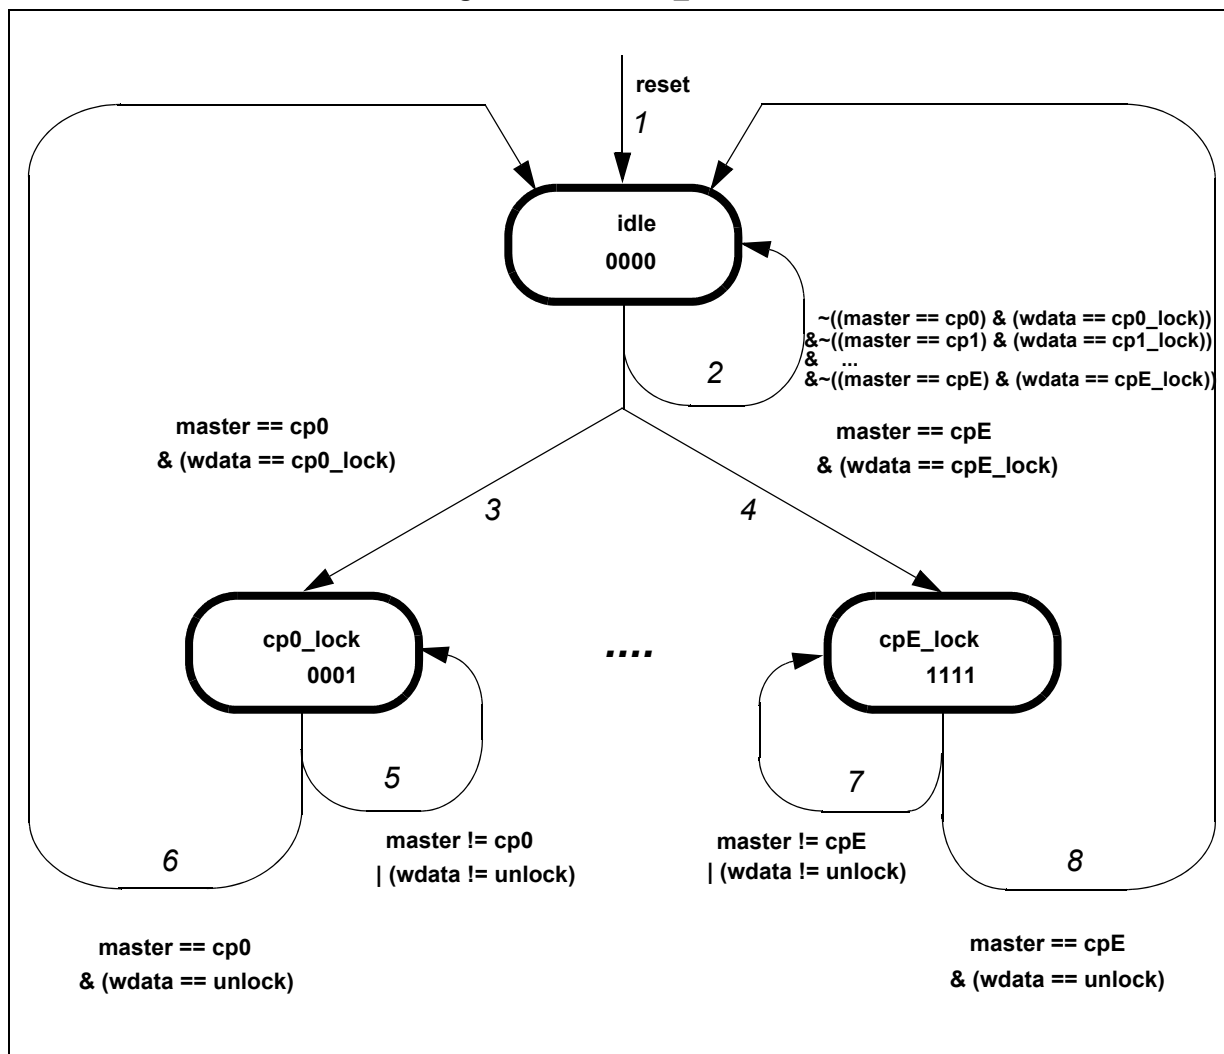 reset
1
idle
0000
~((master == cp0) & (wdata == cp0_lock))
&~((master == cp1) & (wdata == cp1_lock))
& ...
&~((master == cpE) & (wdata == cpE_lock))
2
master == cp0
& (wdata == cp0_lock)
master == cpE
& (wdata == cpE_lock)
3
4
cp0_lock
0001
....
cpE_lock
1111
5
7
master != cp0
| (wdata != unlock)
master != cpE
| (wdata != unlock)
6
8
master == cp0
& (wdata == unlock)
master == cpE
& (wdata == unlock)